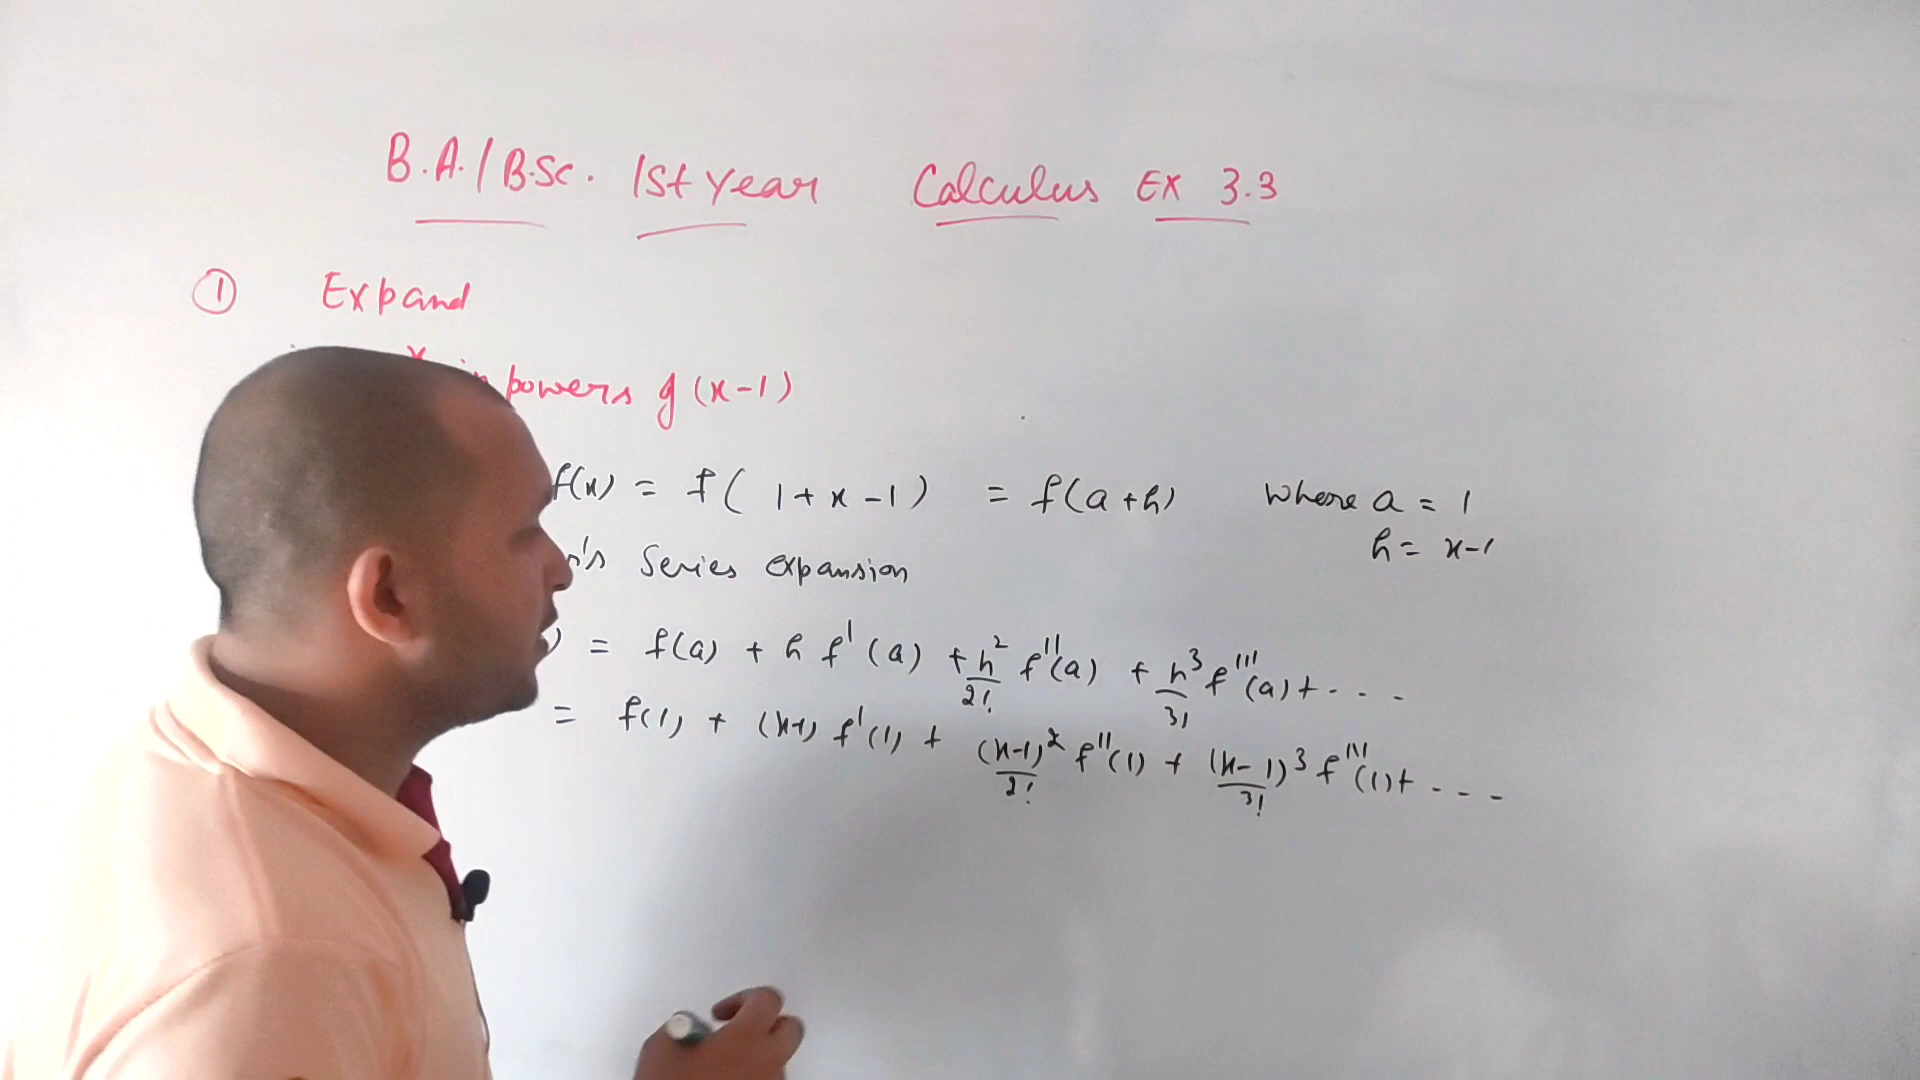 B.A./B.Sc. 1st year Calculus EX 3.3
① Expand
x in powers of (x-1)
f(x) = f(1+x-1) = f(a+h) where a = 1
h = x-1
's Series expansion
) = f(a) + h f'(a) + h²/2! f''(a) + h³/3! f'''(a) + - - -
= f(1) + (x-1) f'(1) + (x-1)²/2! f''(1) + (x-1)³/3! f'''(1) + - - -